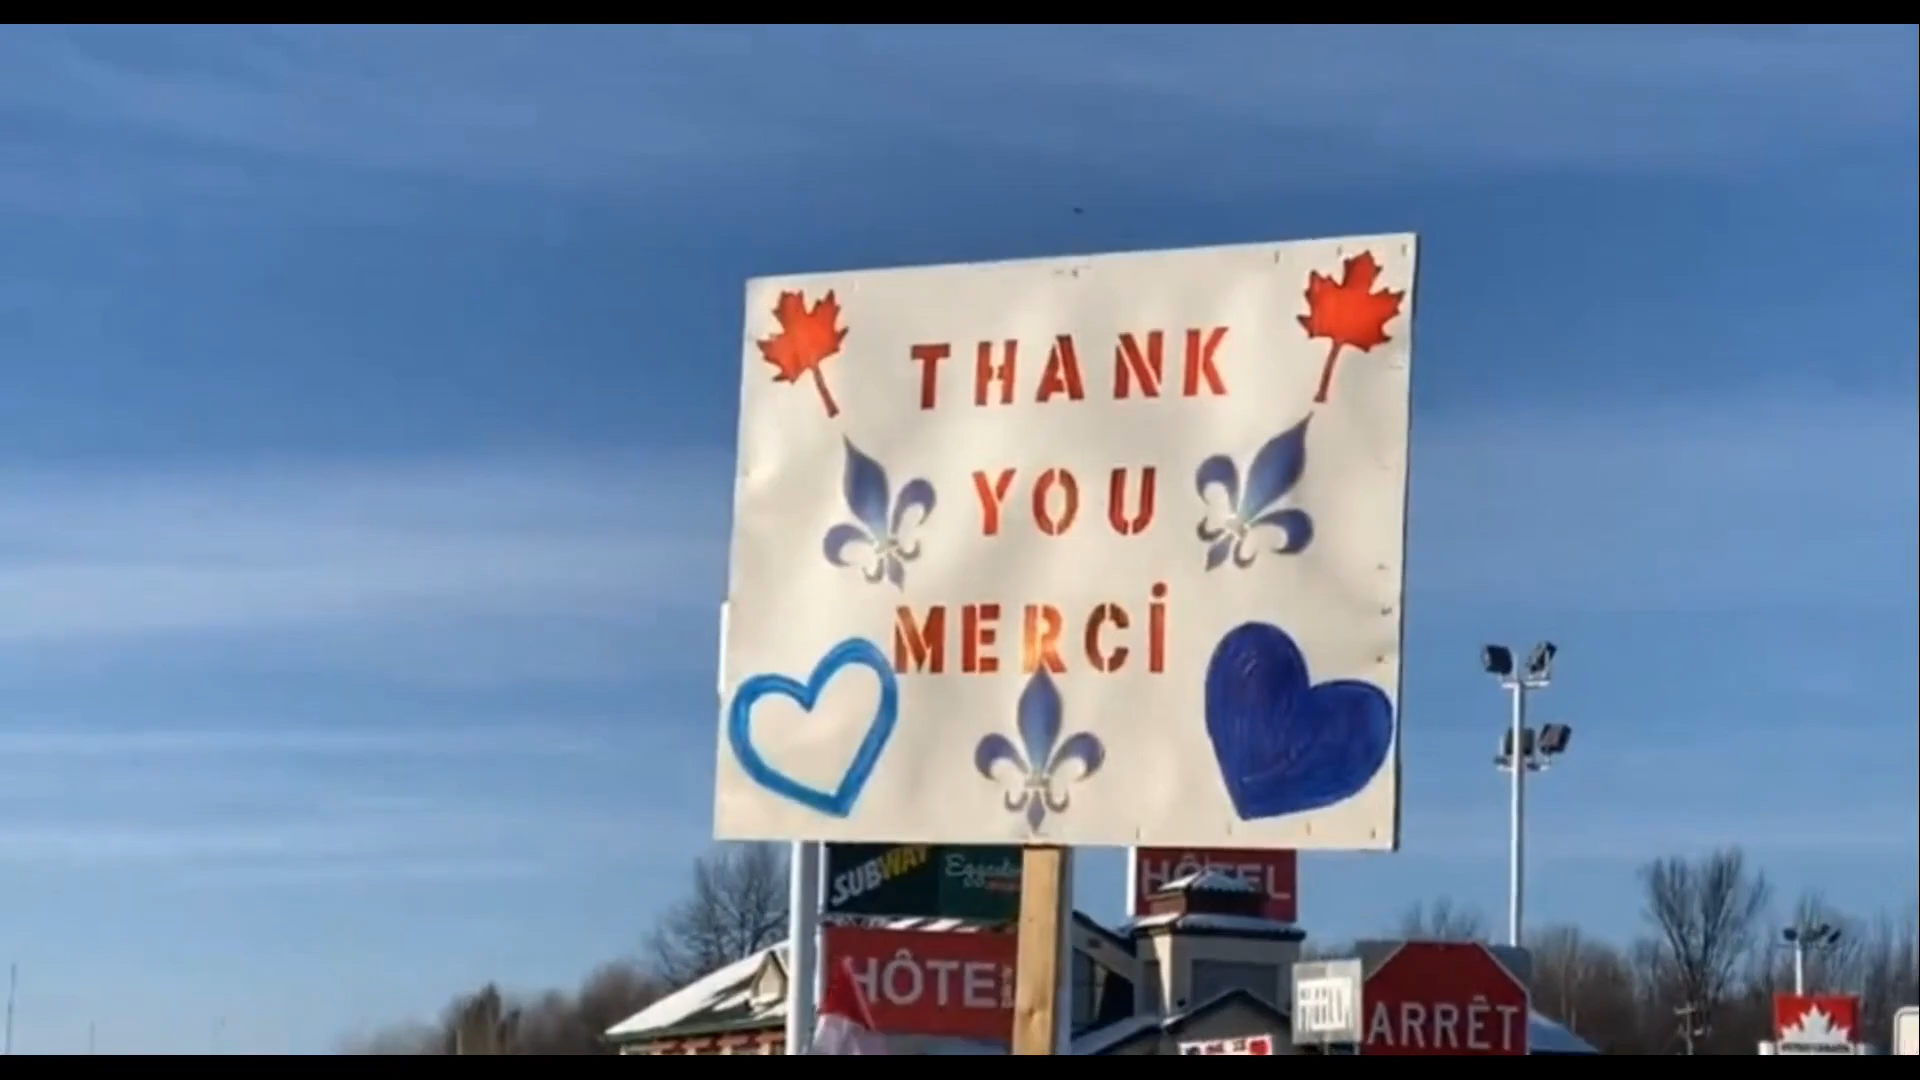 THANK
YOU
MERCi
SUBWAY
HÔTEL
HÔTEL
ARRÊT